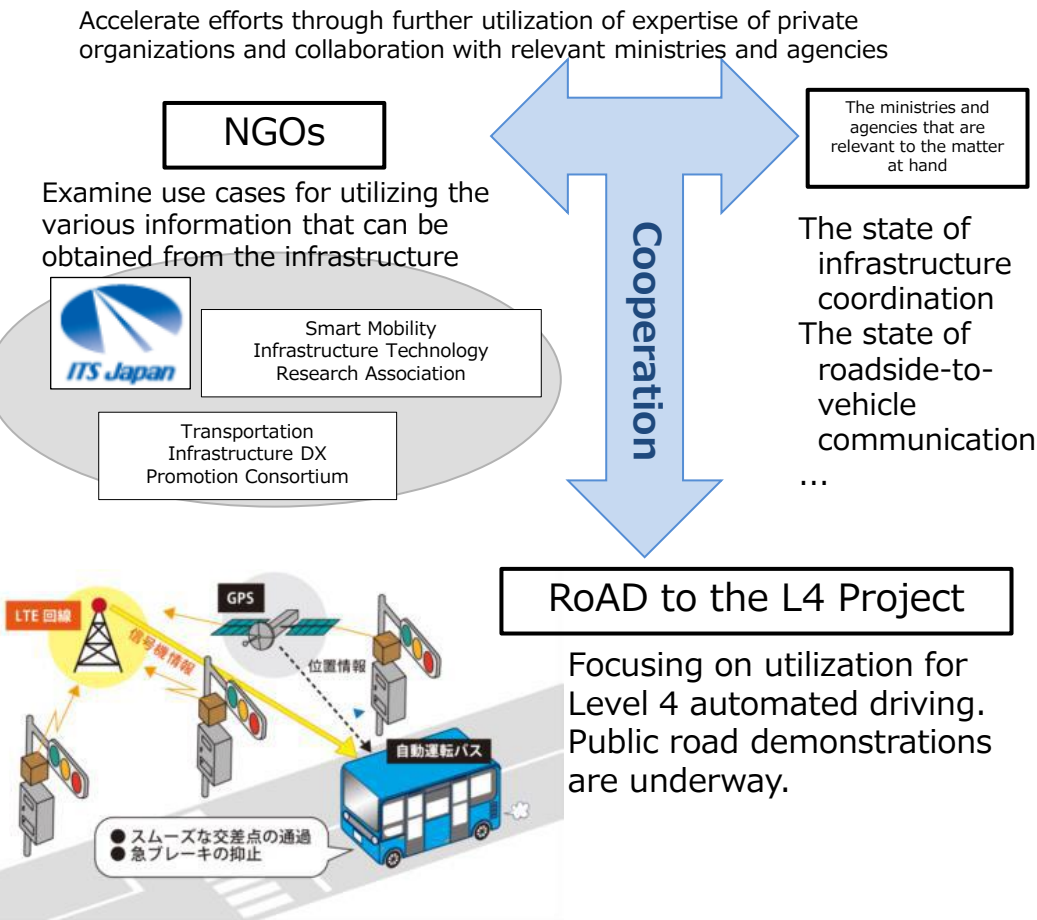 Accelerate efforts through further utilization of expertise of private
organizations and collaboration with relevant ministries and agencies
NGOs
The ministries and
agencies that are
relevant to the matter
at hand
Examine use cases for utilizing the
various information that can be
obtained from the infrastructure
ITS Japan
Smart Mobility
Infrastructure Technology
Research Association
Transportation
Infrastructure DX
Promotion Consortium
Cooperation
The state of
infrastructure
coordination
The state of
roadside-to-
vehicle
communication
...
RoAD to the L4 Project
Focusing on utilization for
Level 4 automated driving.
Public road demonstrations
are underway.
LTE 回線
GPS
信号機情報
位置情報
自動運転バス
● スムーズな交差点の通過
● 急ブレーキの抑止